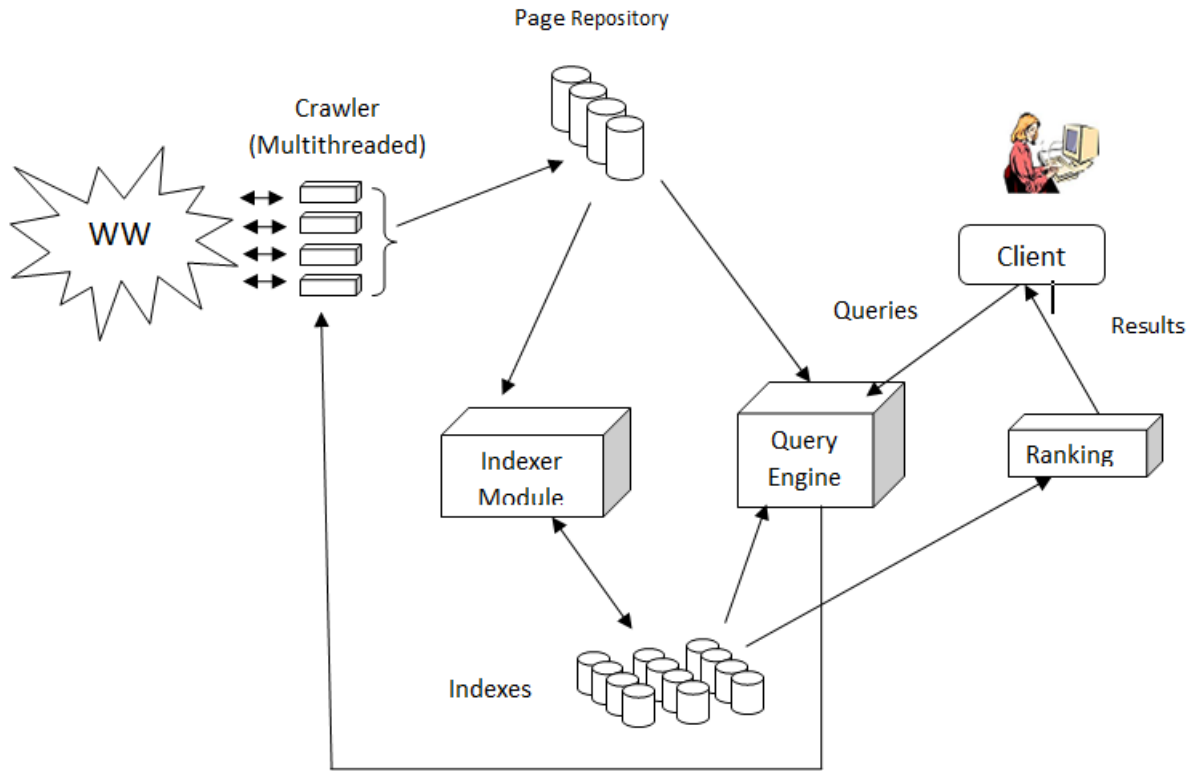 Page Repository
Crawler
(Multithreaded)
WW
Client
Queries
Results
Indexer
Module
Query
Engine
Ranking
Indexes